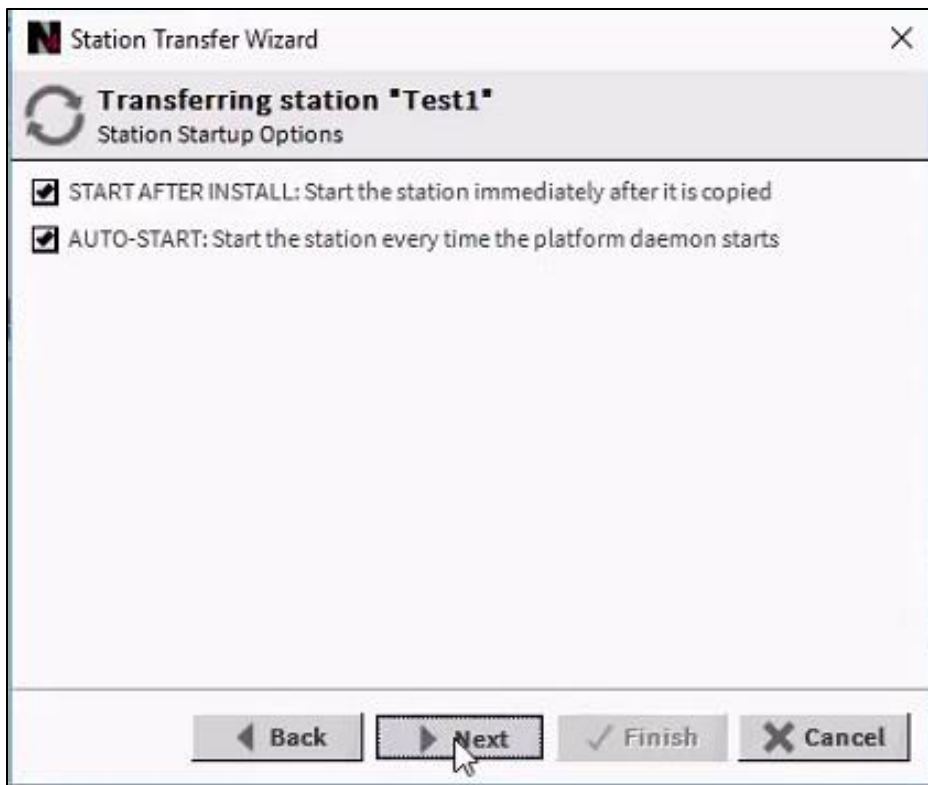 Station Transfer Wizard
Transferring station "Test1"
Station Startup Options
START AFTER INSTALL: Start the station immediately after it is copied
AUTO-START: Start the station every time the platform daemon starts
Back Next Finish Cancel